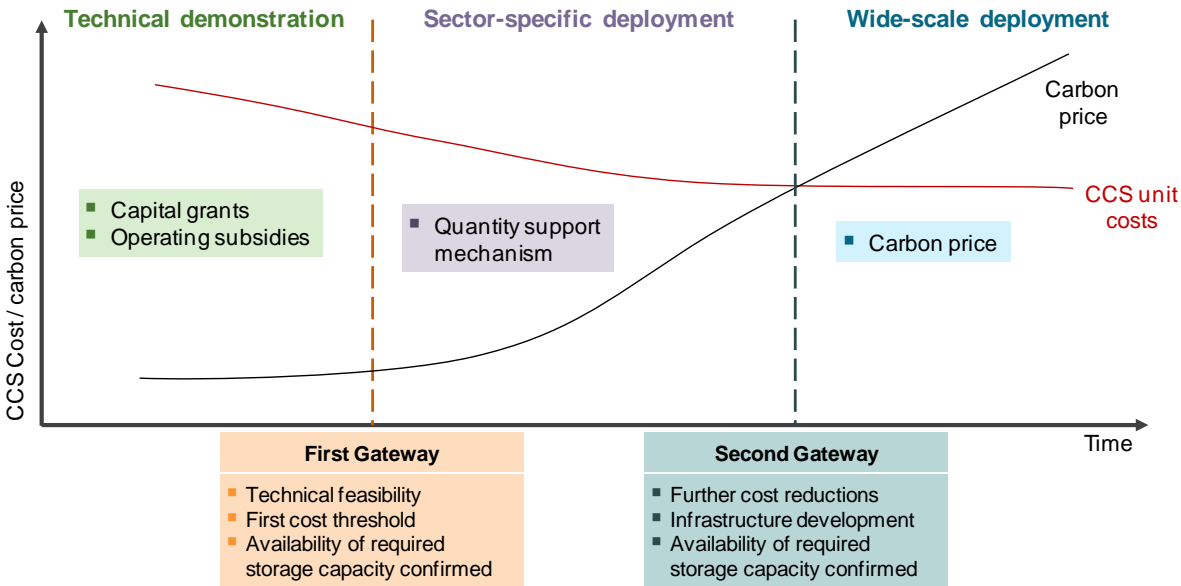 Technical demonstration
Sector-specific deployment
Wide-scale deployment
CCS Cost / carbon price
Carbon
price
CCS unit
costs
▪ Capital grants
▪ Operating subsidies
▪ Quantity support
mechanism
▪ Carbon price
Time
First Gateway
▪ Technical feasibility
▪ First cost threshold
▪ Availability of required
storage capacity confirmed
Second Gateway
▪ Further cost reductions
▪ Infrastructure development
▪ Availability of required
storage capacity confirmed